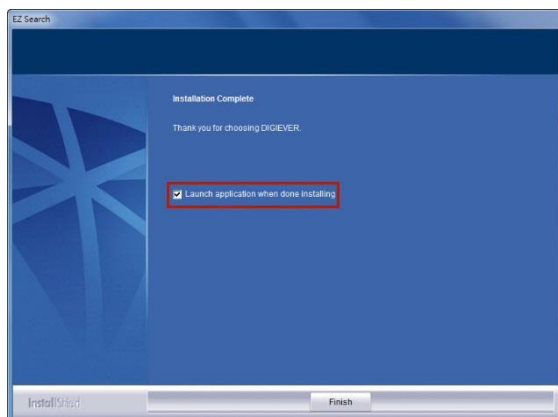 EZ Search
Installation Complete
Thank you for choosing DIGIEVER.
Launch application when done installing
InstallShield
Finish